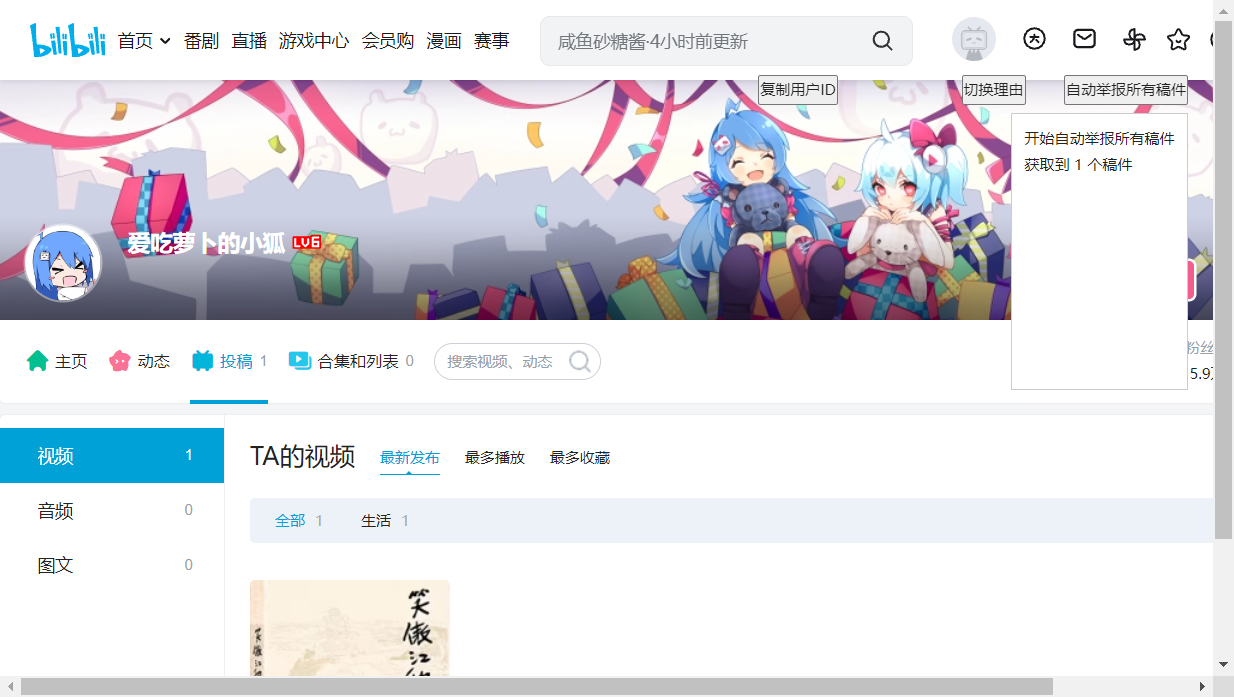 bilibili 首页 番剧 直播 游戏中心 会员购 漫画 赛事 咸鱼砂糖酱·4小时前更新
复制用户ID 切换理由 自动举报所有稿件
开始自动举报所有稿件
获取到 1 个稿件
爱吃萝卜的小狐 LV6
主页 动态 投稿 1 合集和列表 0 搜索视频、动态 粉丝
5.9
视频 1
音频 0
图文 0
TA的视频 最新发布 最多播放 最多收藏
全部 1 生活 1
笑傲江
笑傲江